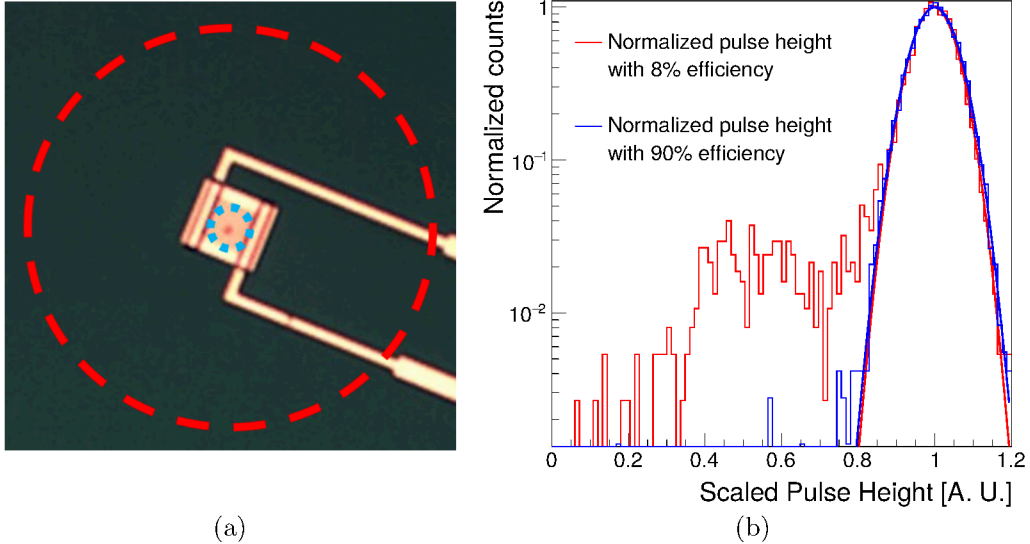 Normalized counts
1
10⁻¹
10⁻²
Normalized pulse height
with 8% efficiency
Normalized pulse height
with 90% efficiency
0 0.2 0.4 0.6 0.8 1 1.2
Scaled Pulse Height [A. U.]
(a) (b)